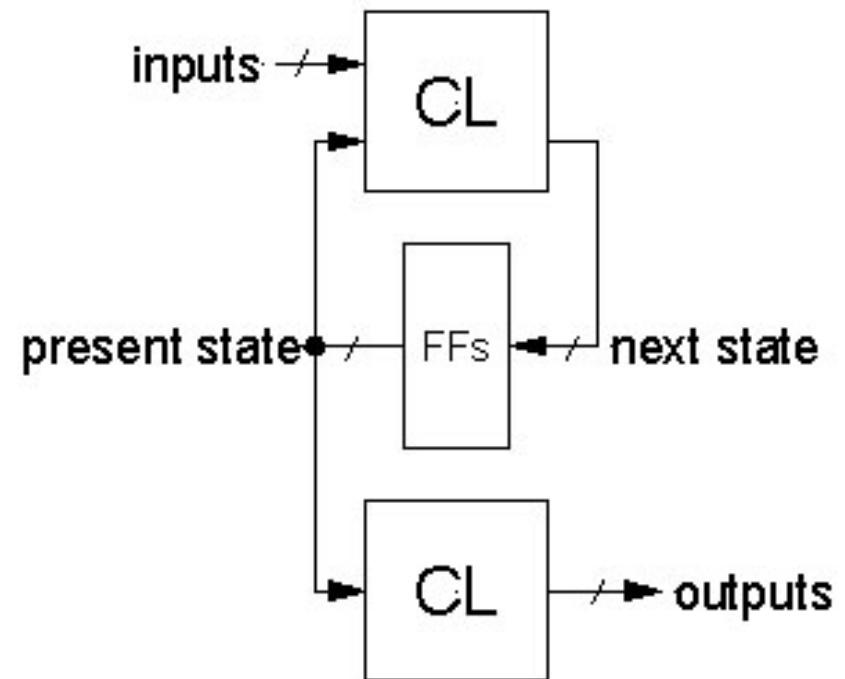 inputs
CL
present state
FFs
next state
CL
outputs